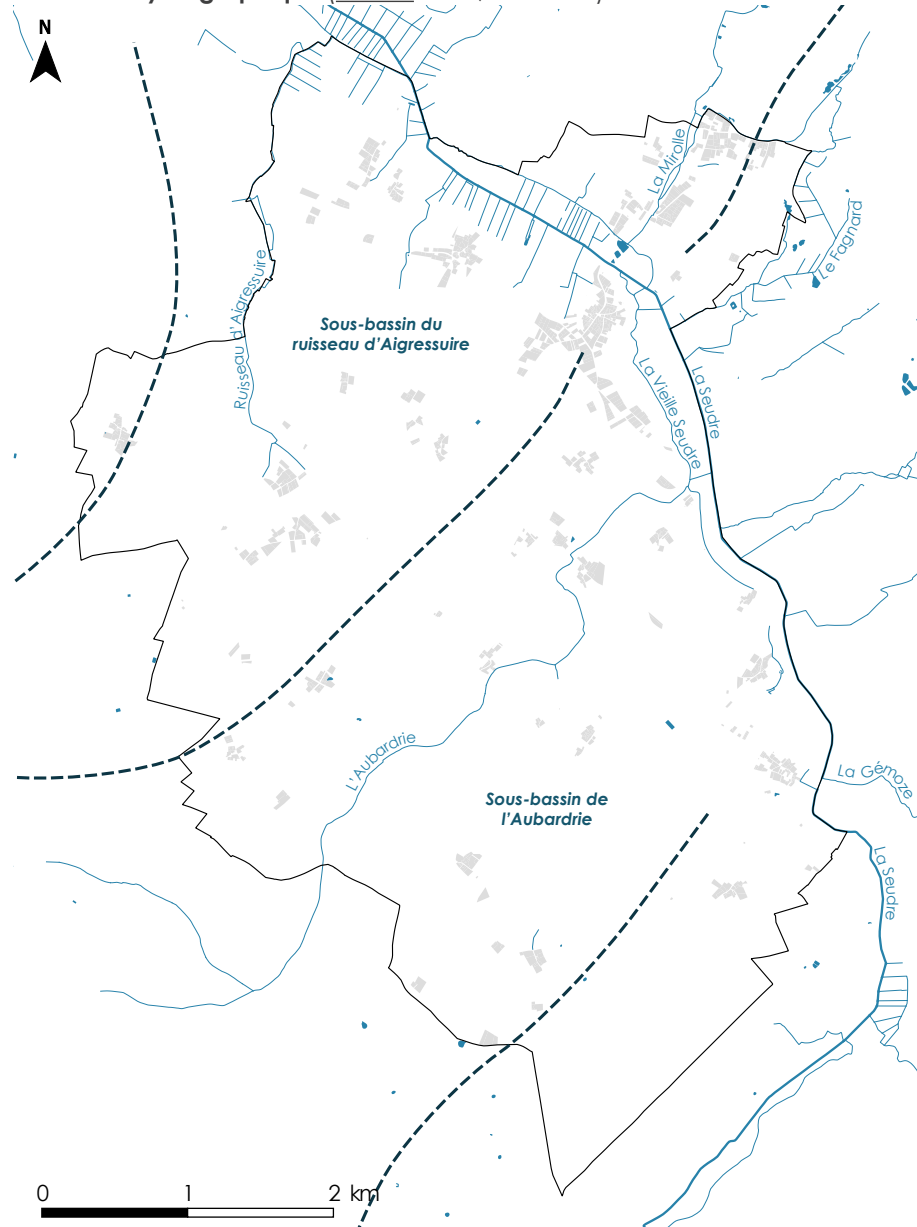 N
La Mirolle
Le Fagnard
Ruisseau d'Aigressuire
Sous-bassin du
ruisseau d'Aigressuire
La Vieille Seudre
La Seudre
L'Aubardrie
La Gémoze
Sous-bassin de
l'Aubardrie
La Seudre
0 1 2 km